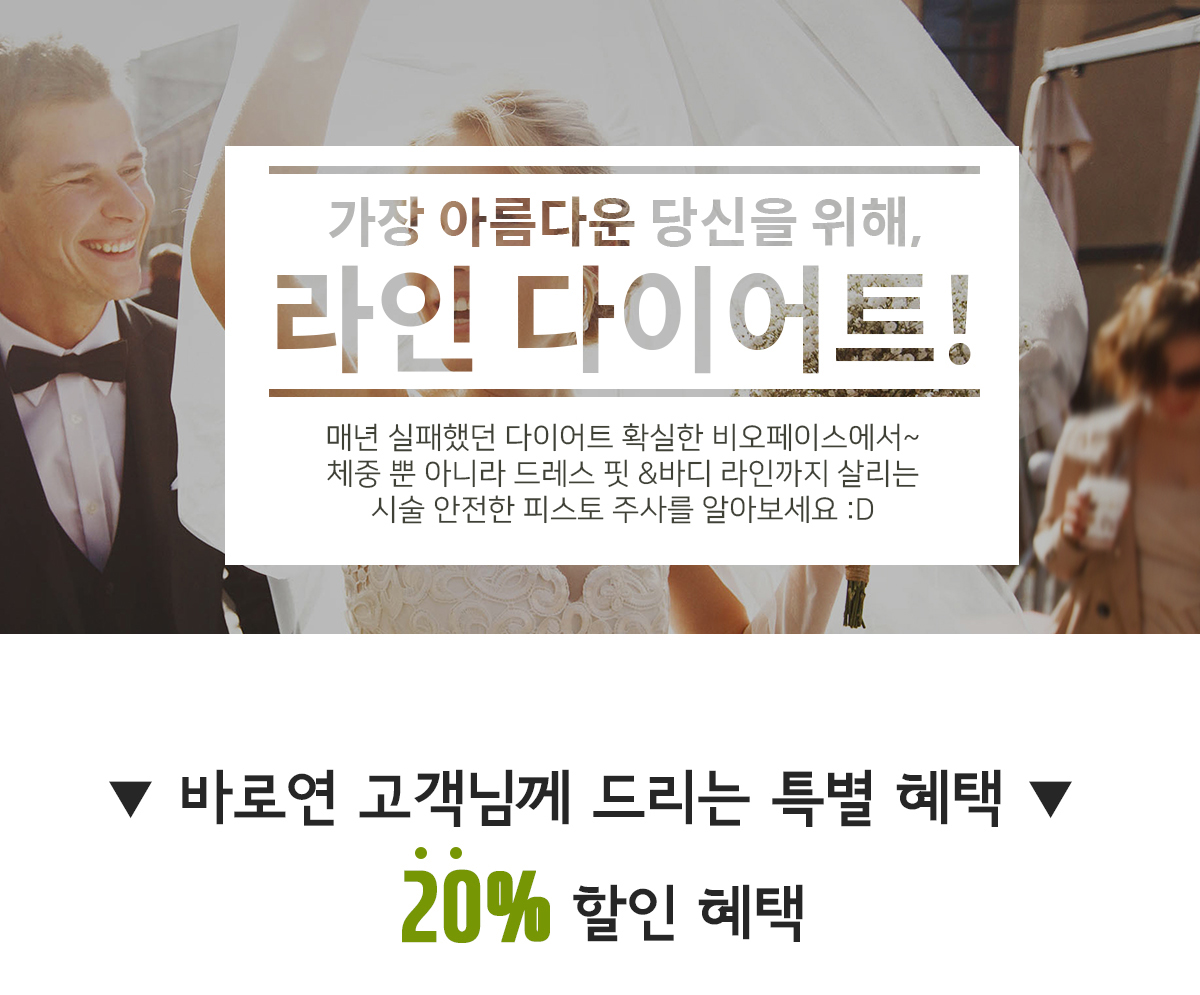 가장 아름다운 당신을 위해,
라인 다이어트!
매년 실패했던 다이어트 확실한 비오페이스에서~
체중 뿐 아니라 드레스 핏 &바디 라인까지 살리는
시술 안전한 피스토 주사를 알아보세요 :D
▼ 바로연 고객님께 드리는 특별 혜택 ▼
20% 할인 혜택